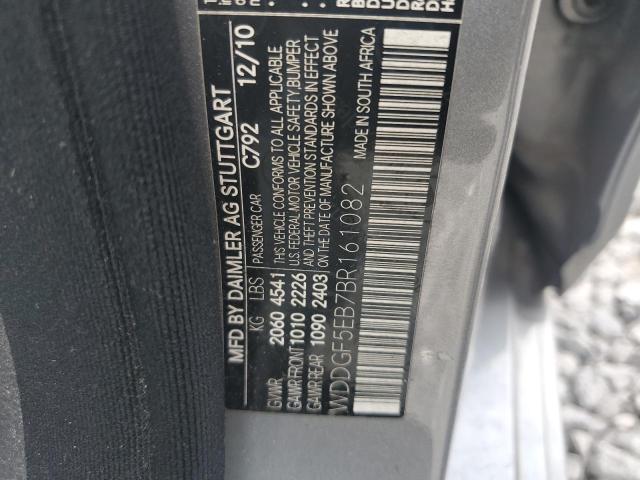 MFD BY DAIMLER AG STUTTGART
C792 12/10
KG LBS PASSENGER CAR
GVWR 2060 4541 THIS VEHICLE CONFORMS TO ALL APPLICABLE
GAWR FRONT 1010 2226 U.S. FEDERAL MOTOR VEHICLE SAFETY, BUMPER
GAWR REAR 1090 2403 AND THEFT PREVENTION STANDARDS IN EFFECT
ON THE DATE OF MANUFACTURE SHOWN ABOVE
WDDGF5EB7BR161082 MADE IN SOUTH AFRICA